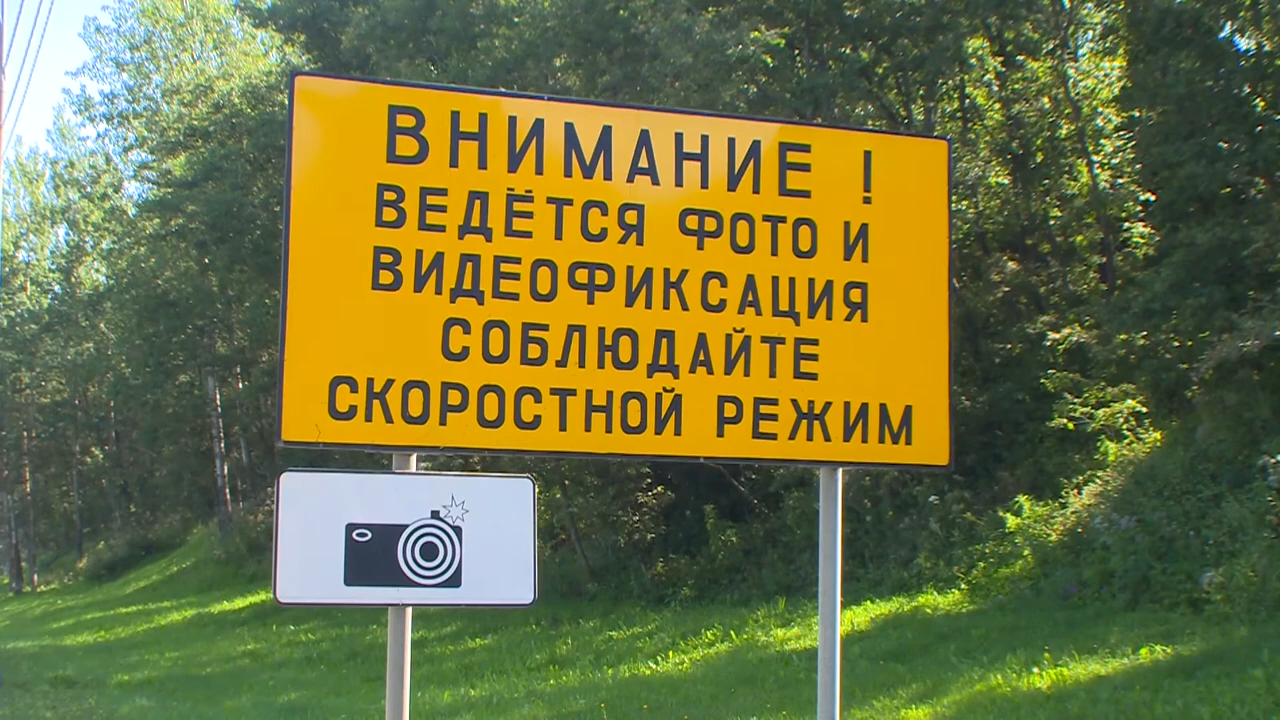 ВНИМАНИЕ !
ВЕДЁТСЯ ФОТО И
ВИДЕОФИКСАЦИЯ
СОБЛЮДАЙТЕ
СКОРОСТНОЙ РЕЖИМ